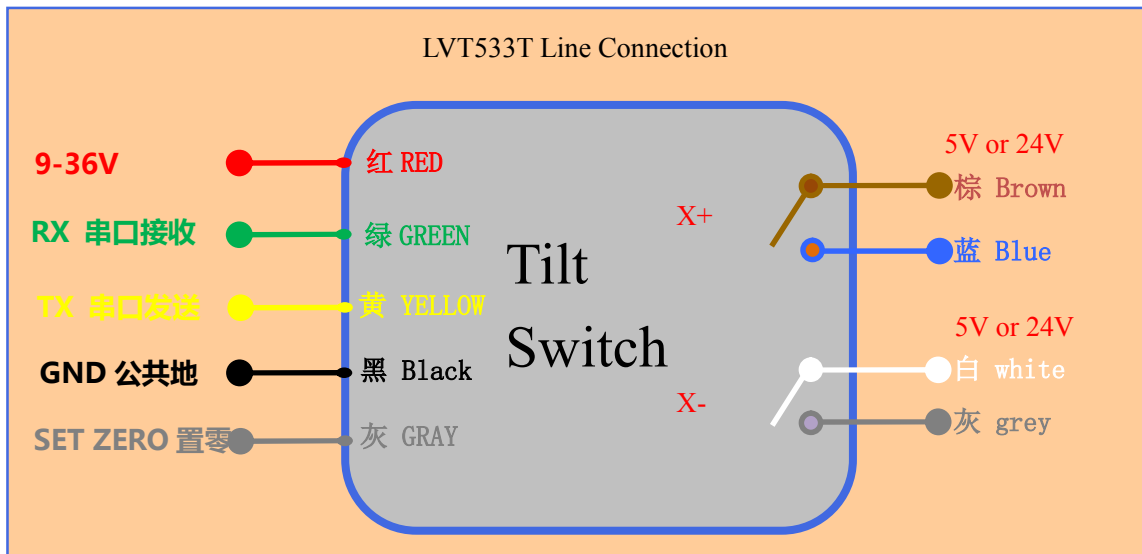 LVT533T Line Connection
9-36V
红 RED
RX 串口接收
绿 GREEN
TX 串口发送
黄 YELLOW
GND 公共地
黑 Black
SET ZERO 置零
灰 GRAY
Tilt
Switch
5V or 24V
X+
棕 Brown
蓝 Blue
5V or 24V
X-
白 white
灰 grey